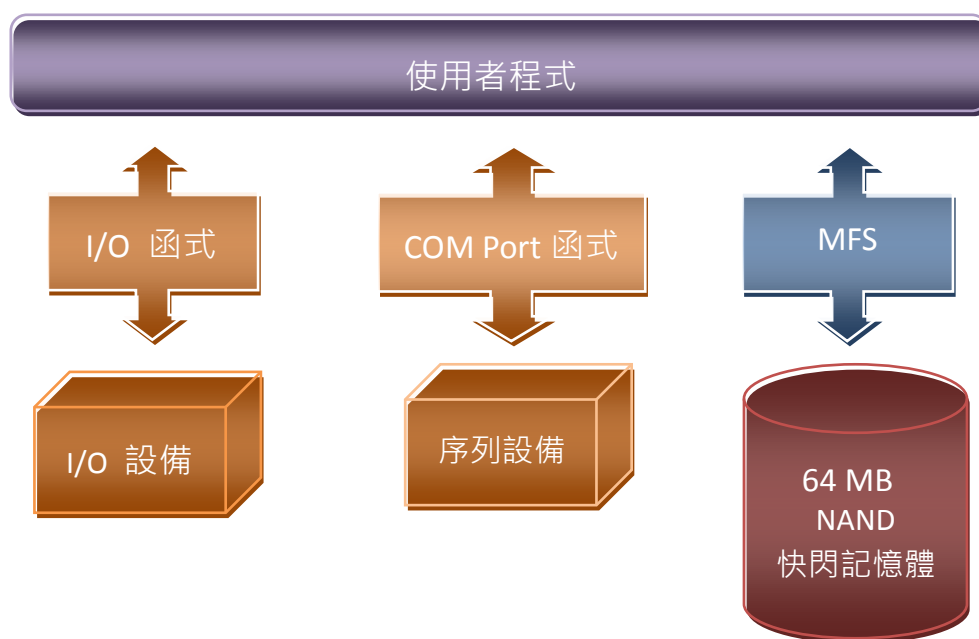 使用者程式
I/O 函式
COM Port 函式
MFS
I/O 設備
序列設備
64 MB
NAND
快閃記憶體